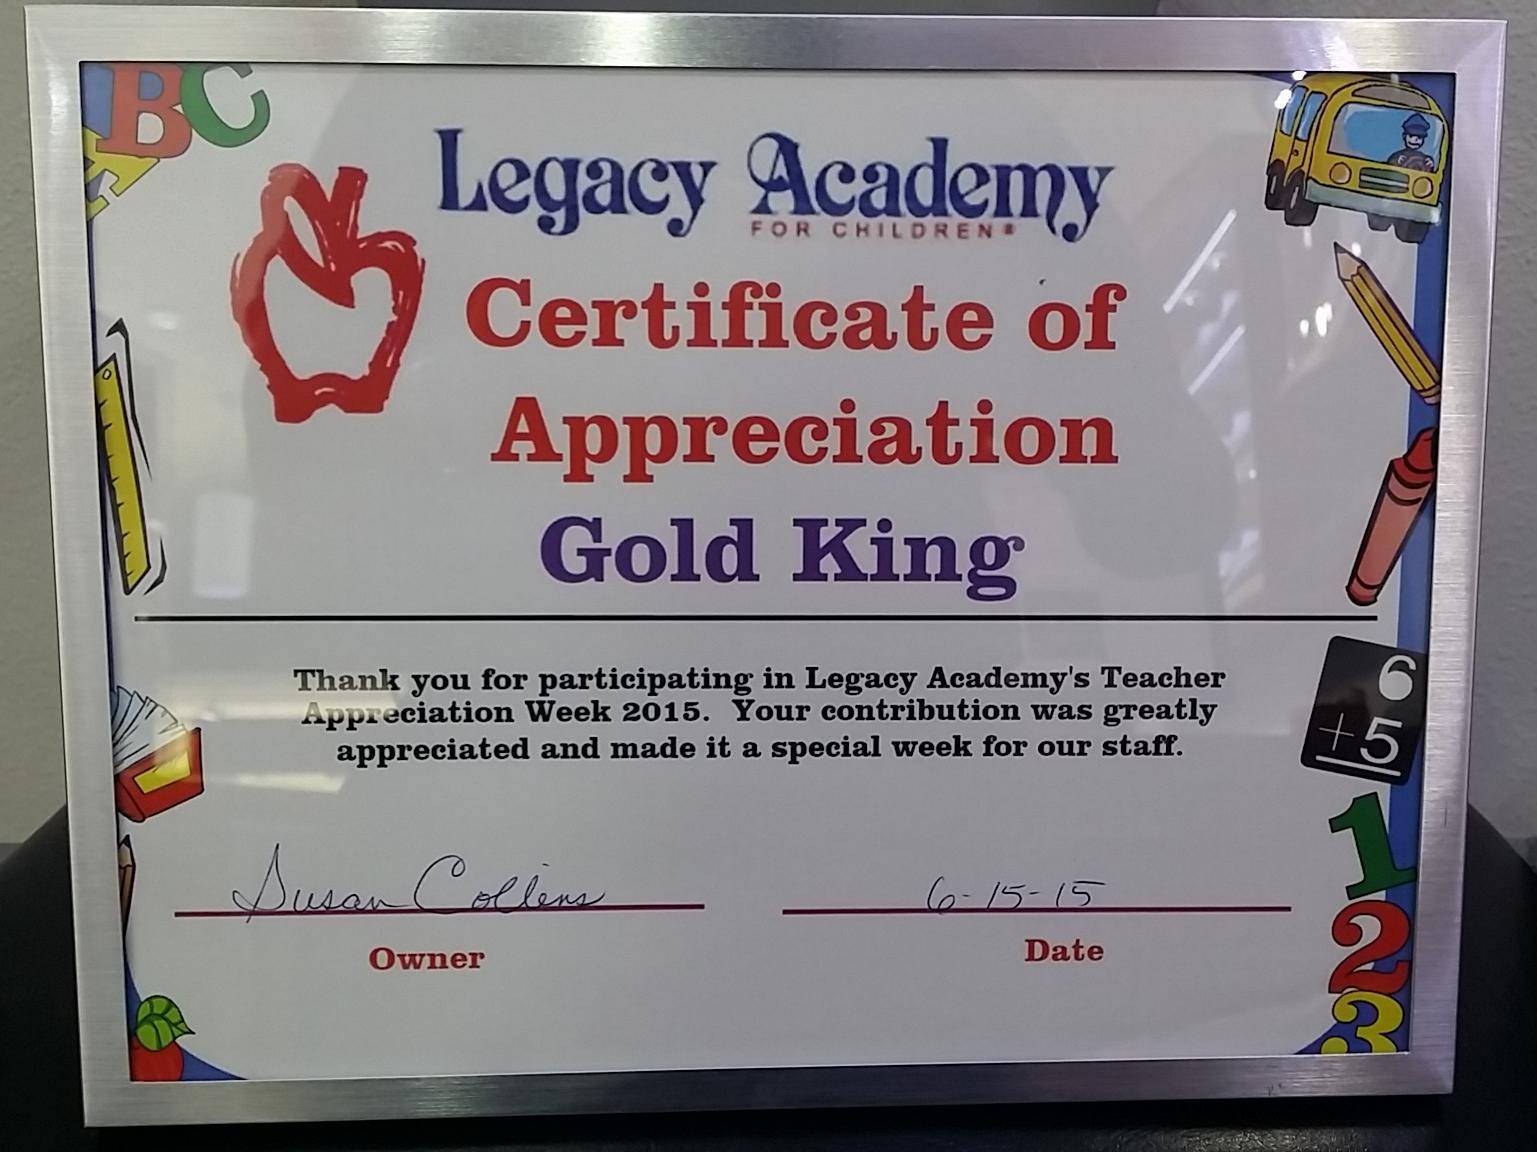 ABC
Legacy Academy
FOR CHILDREN®
Certificate of
Appreciation
Gold King
Thank you for participating in Legacy Academy's Teacher
Appreciation Week 2015. Your contribution was greatly
appreciated and made it a special week for our staff.
6
+5
1
2
3
Susan Collens 6-15-15
Owner Date